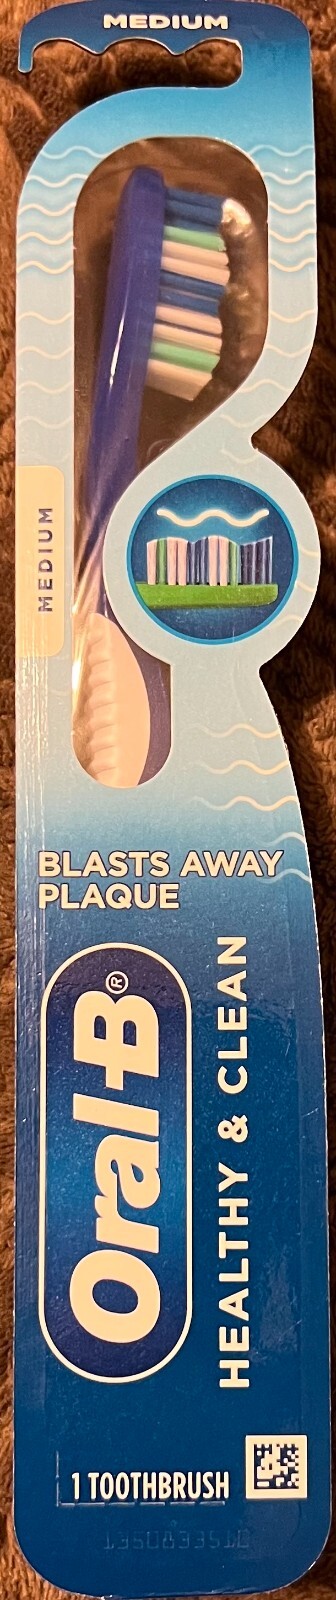 MEDIUM
MEDIUM
BLASTS AWAY
PLAQUE
Oral-B®
HEALTHY & CLEAN
1 TOOTHBRUSH